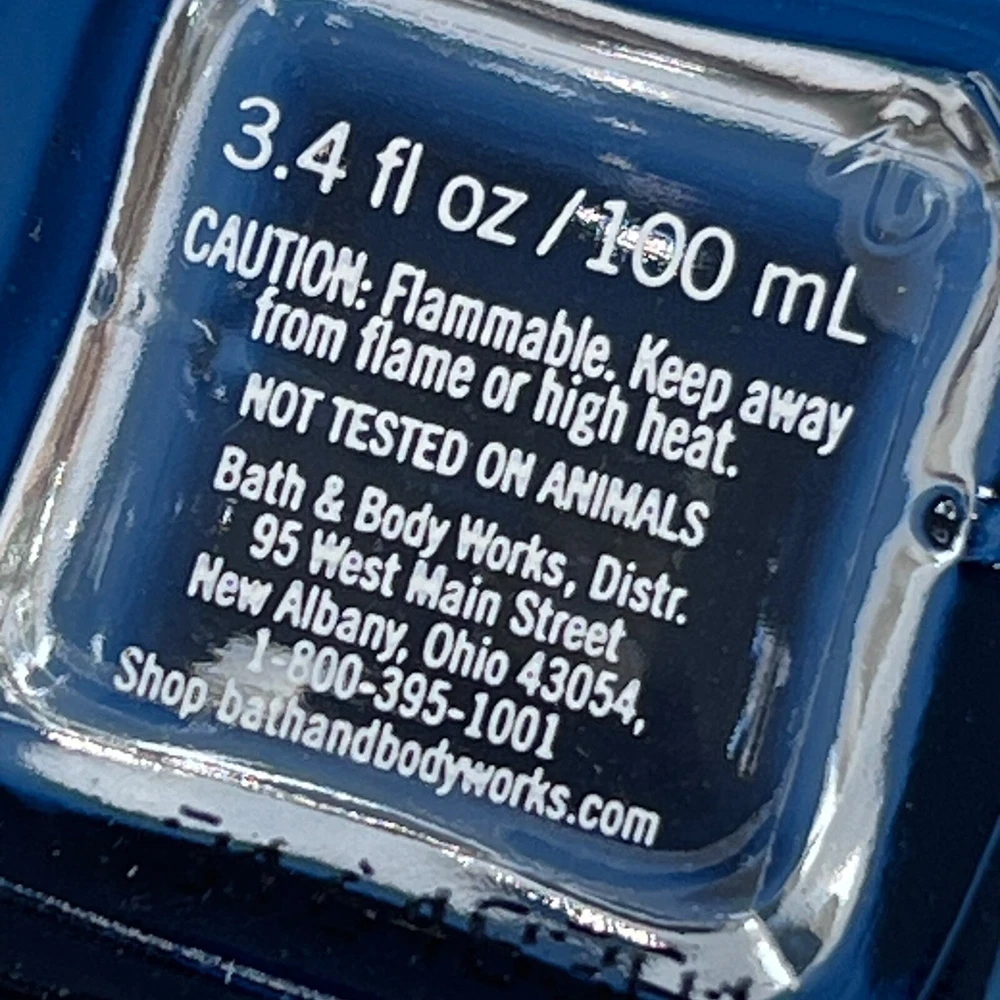 3.4 fl oz / 100 mL
CAUTION: Flammable. Keep away
from flame or high heat.
NOT TESTED ON ANIMALS
Bath & Body Works, Distr.
95 West Main Street
New Albany, Ohio 43054,
1-800-395-1001
Shop bathandbodyworks.com